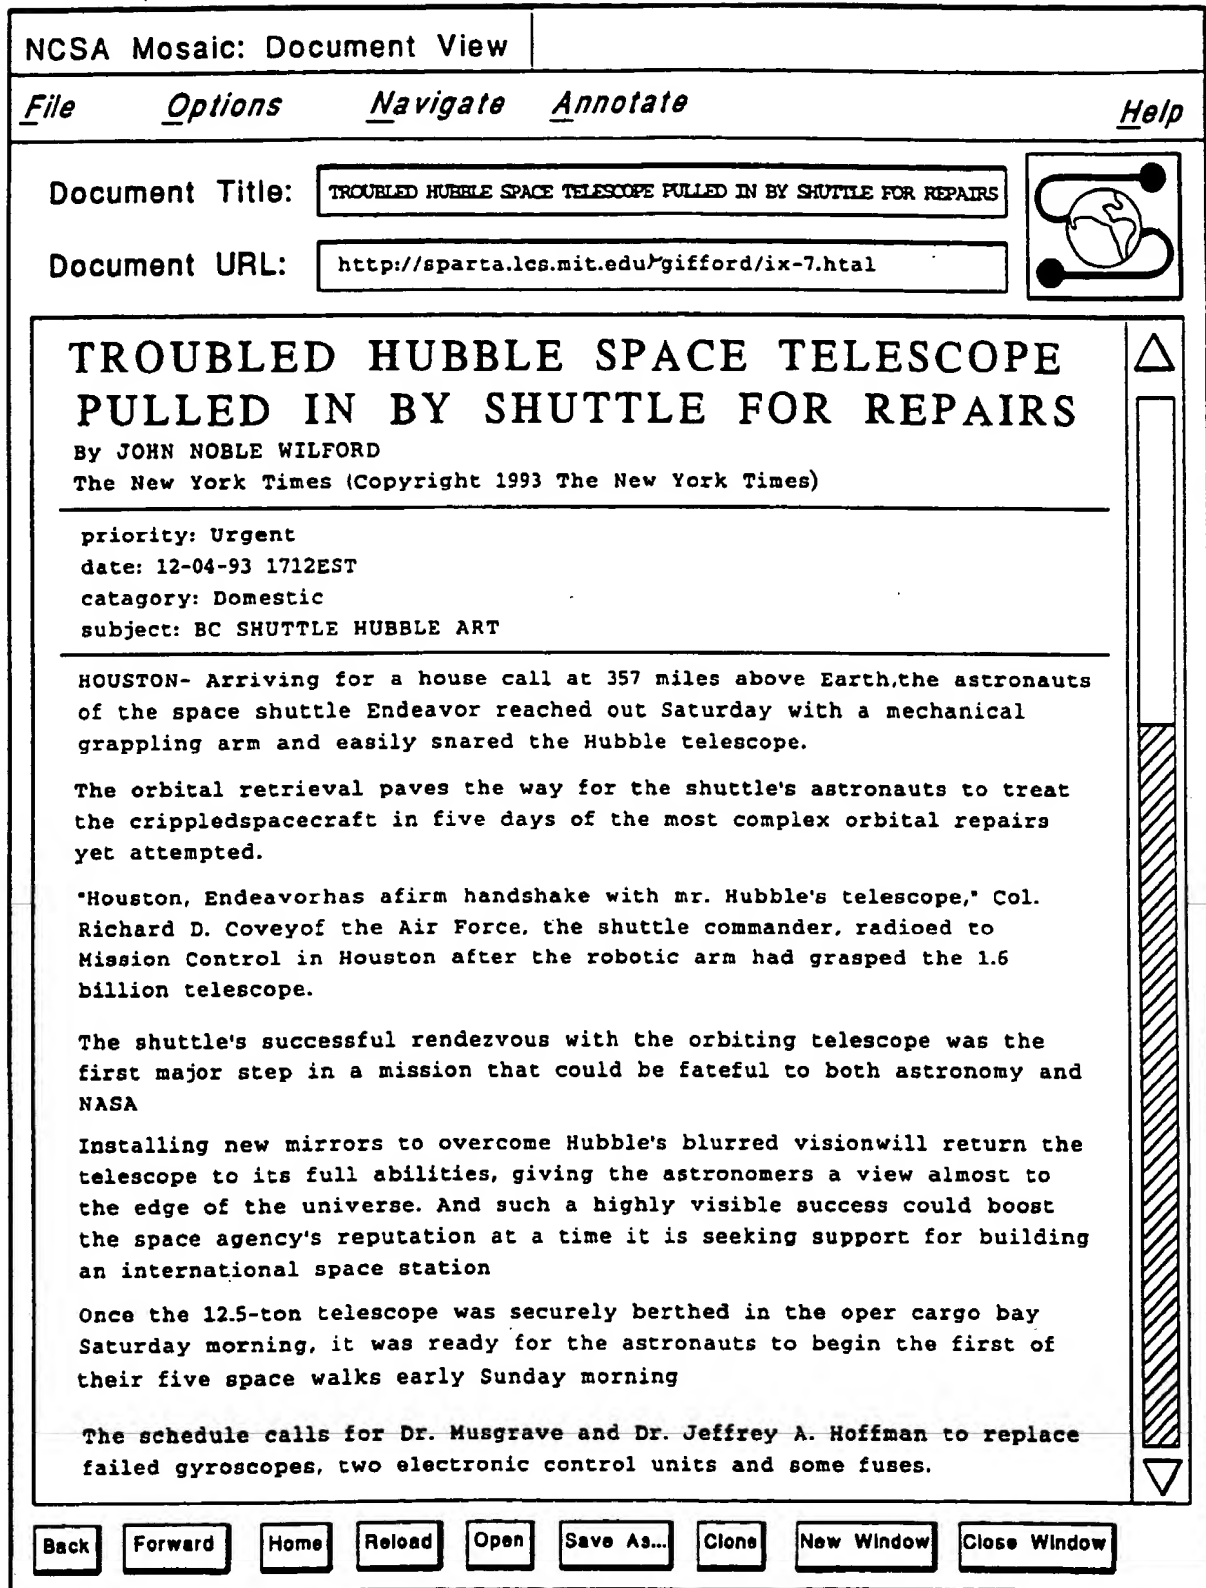 NCSA Mosaic: Document View
File Options Navigate Annotate Help
Document Title: TROUBLED HUBBLE SPACE TELESCOPE PULLED IN BY SHUTTLE FOR REPAIRS
Document URL: http://sparta.lcs.mit.edu/~gifford/ix-7.htal
TROUBLED HUBBLE SPACE TELESCOPE
PULLED IN BY SHUTTLE FOR REPAIRS
By JOHN NOBLE WILFORD
The New York Times (Copyright 1993 The New York Times)
priority: Urgent
date: 12-04-93 1712EST
catagory: Domestic
subject: BC SHUTTLE HUBBLE ART
HOUSTON- Arriving for a house call at 357 miles above Earth,the astronauts
of the space shuttle Endeavor reached out Saturday with a mechanical
grappling arm and easily snared the Hubble telescope.
The orbital retrieval paves the way for the shuttle's astronauts to treat
the crippledspacecraft in five days of the most complex orbital repairs
yet attempted.
"Houston, Endeavorhas afirm handshake with mr. Hubble's telescope," Col.
Richard D. Coveyof the Air Force, the shuttle commander, radioed to
Mission Control in Houston after the robotic arm had grasped the 1.6
billion telescope.
The shuttle's successful rendezvous with the orbiting telescope was the
first major step in a mission that could be fateful to both astronomy and
NASA
Installing new mirrors to overcome Hubble's blurred visionwill return the
telescope to its full abilities, giving the astronomers a view almost to
the edge of the universe. And such a highly visible success could boost
the space agency's reputation at a time it is seeking support for building
an international space station
Once the 12.5-ton telescope was securely berthed in the oper cargo bay
Saturday morning, it was ready for the astronauts to begin the first of
their five space walks early Sunday morning
The schedule calls for Dr. Musgrave and Dr. Jeffrey A. Hoffman to replace
failed gyroscopes, two electronic control units and some fuses.
Back Forward Home Reload Open Save As... Clone New Window Close Window